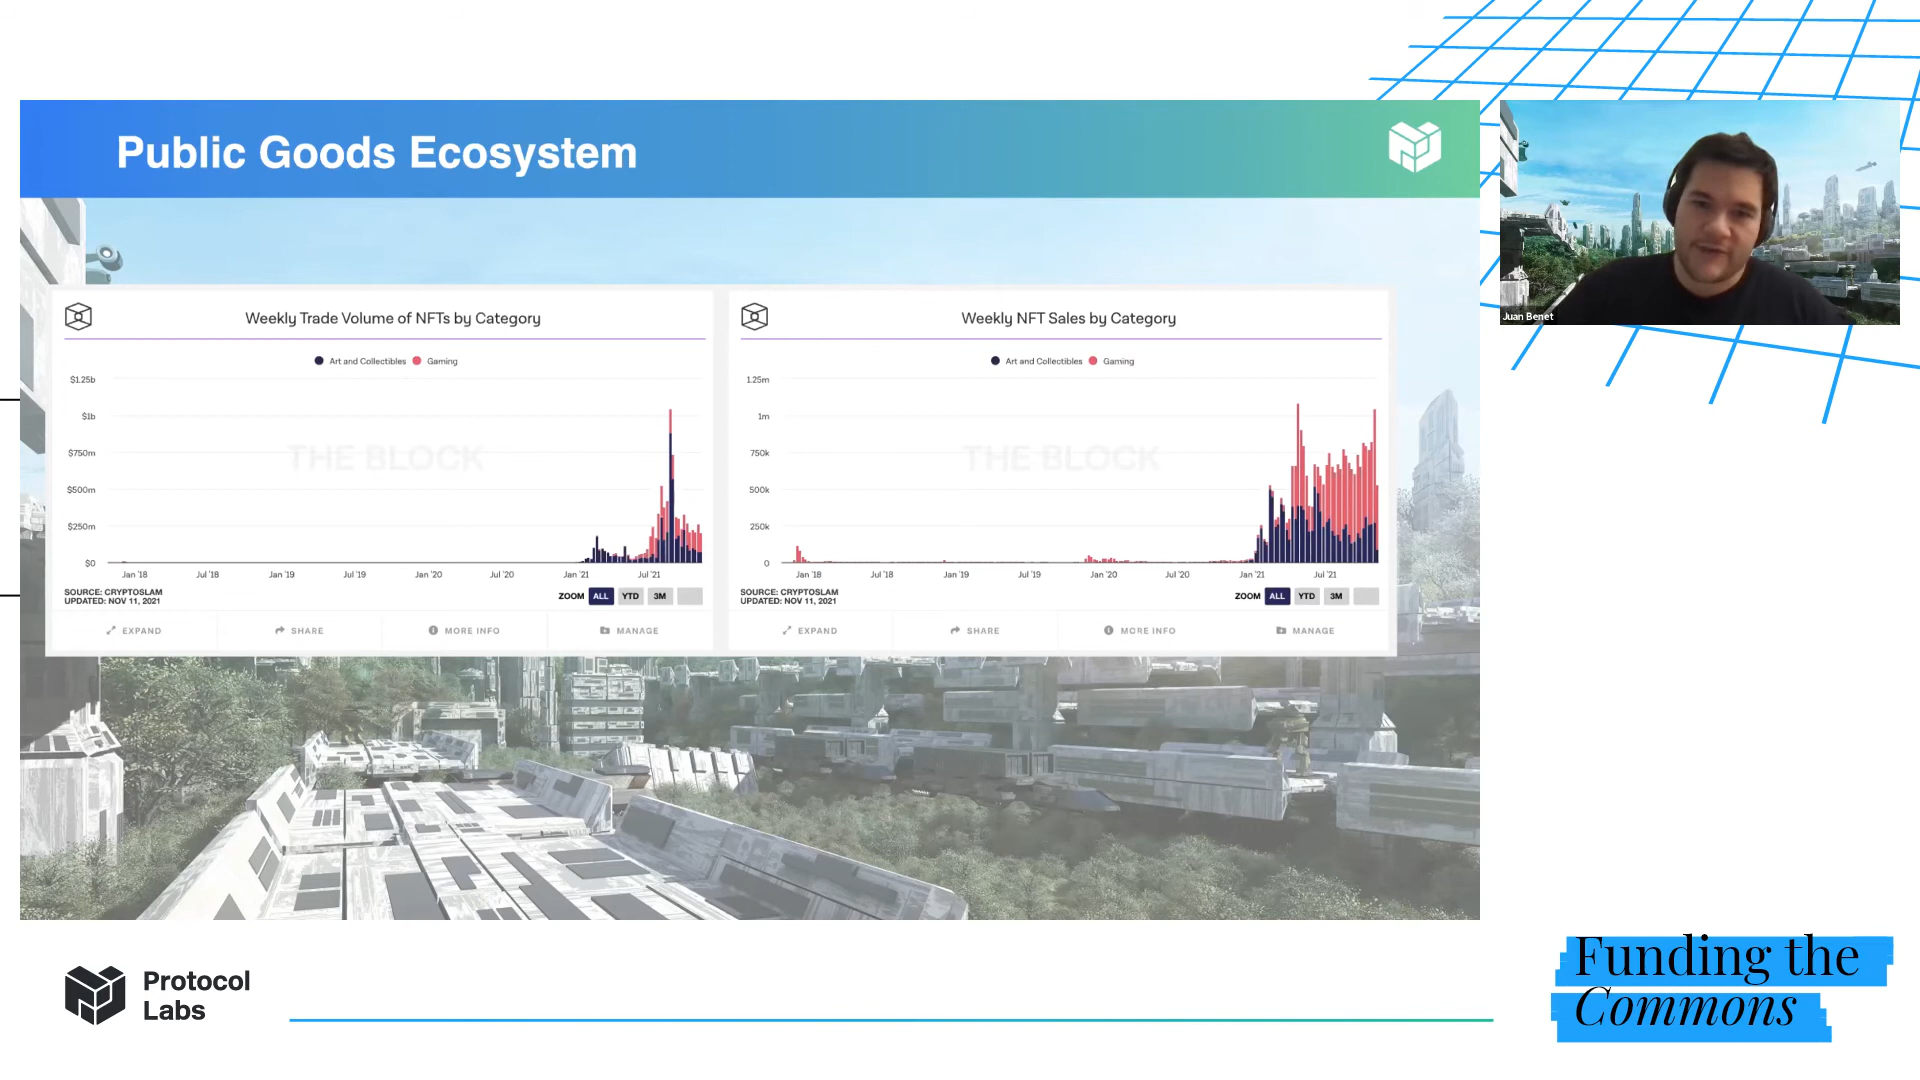 Public Goods Ecosystem
Weekly Trade Volume of NFTs by Category
Art and Collectibles Gaming
$1.25b
$1b
$750m
$500m
$250m
$0
THE BLOCK
Jan '18 Jul '18 Jan '19 Jul '19 Jan '20 Jul '20 Jan '21 Jul '21
SOURCE: CRYPTOSLAM
UPDATED: NOV 11, 2021
ZOOM ALL YTD 3M
EXPAND SHARE MORE INFO MANAGE
Weekly NFT Sales by Category
Art and Collectibles Gaming
1.25m
1m
750k
500k
250k
0
THE BLOCK
Jan '18 Jul '18 Jan '19 Jul '19 Jan '20 Jul '20 Jan '21 Jul '21
SOURCE: CRYPTOSLAM
UPDATED: NOV 11, 2021
ZOOM ALL YTD 3M
EXPAND SHARE MORE INFO MANAGE
Juan Benet
Protocol
Labs
Funding the
Commons